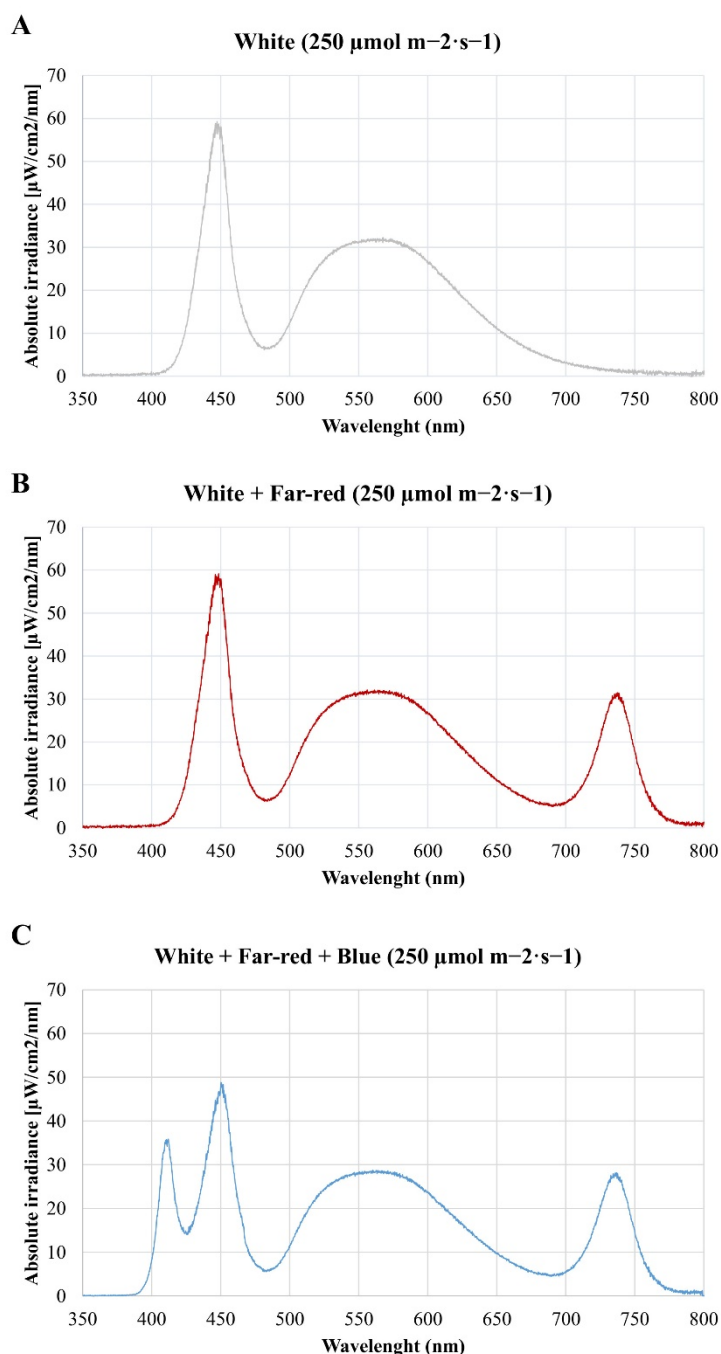 A
White (250 µmol m−2·s−1)
Absolute irradiance [µW/cm2/nm]
70
60
50
40
30
20
10
0
350 400 450 500 550 600 650 700 750 800
Wavelenght (nm)
B
White + Far-red (250 µmol m−2·s−1)
Absolute irradiance [µW/cm2/nm]
70
60
50
40
30
20
10
0
350 400 450 500 550 600 650 700 750 800
Wavelenght (nm)
C
White + Far-red + Blue (250 µmol m−2·s−1)
Absolute irradiance [µW/cm2/nm]
70
60
50
40
30
20
10
0
350 400 450 500 550 600 650 700 750 800
Wavelenght (nm)